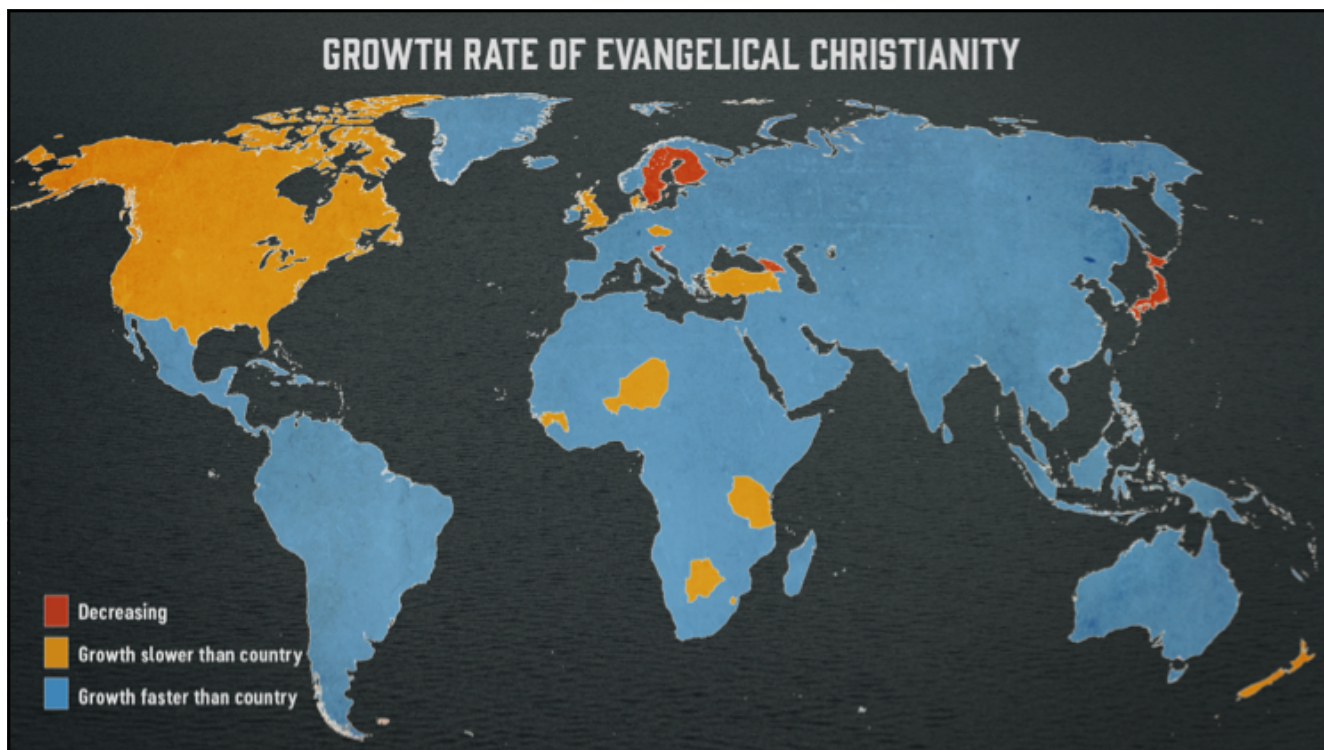 GROWTH RATE OF EVANGELICAL CHRISTIANITY
Decreasing
Growth slower than country
Growth faster than country